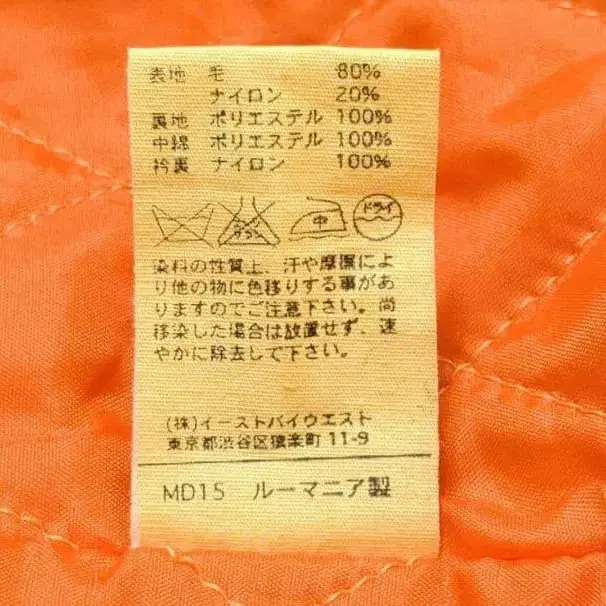 表地 毛 80%
ナイロン 20%
裏地 ポリエステル 100%
中綿 ポリエステル 100%
衿裏 ナイロン 100%
中 ドライ
染料の性質上、汗や摩擦によ
り他の物に色移りする事があ
りますのでご注意下さい。尚
移染した場合は放置せず、速
やかに除去して下さい。
(株)イーストバイウエスト
東京都渋谷区猿楽町 11-9
MD15 ルーマニア製